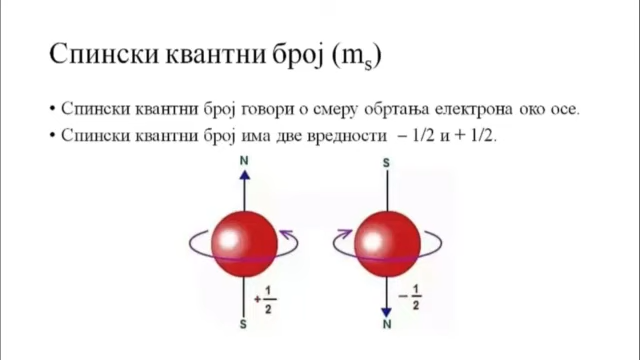 Спински квантни број (ms)
• Спински квантни број говори о смеру обртања електрона око осе.
• Спински квантни број има две вредности – 1/2 и + 1/2.
N S
+ 1/2 – 1/2
S N